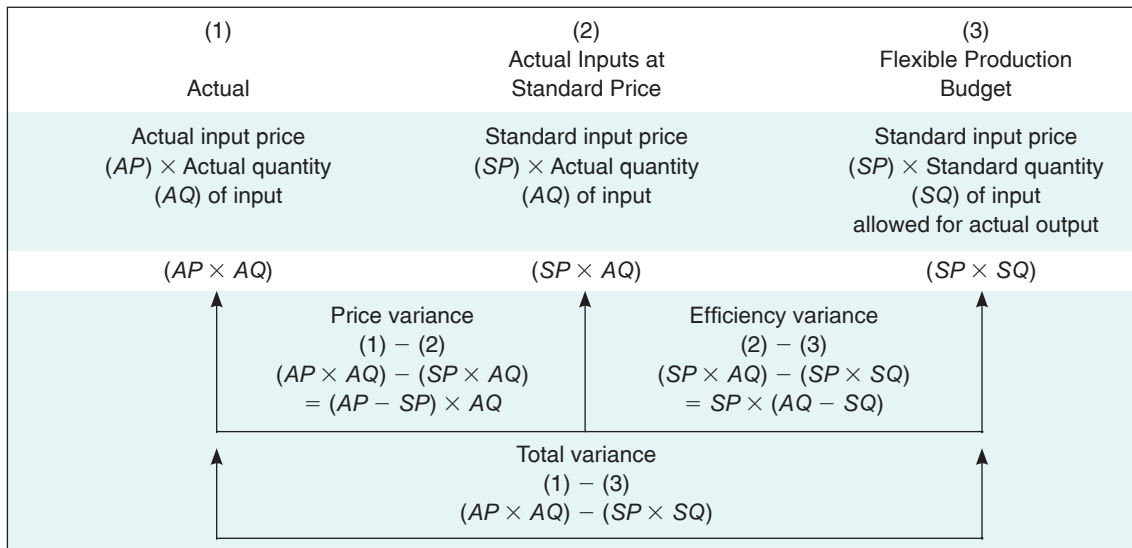 (1)
Actual
(2)
Actual Inputs at
Standard Price
(3)
Flexible Production
Budget
Actual input price
(AP) × Actual quantity
(AQ) of input
Standard input price
(SP) × Actual quantity
(AQ) of input
Standard input price
(SP) × Standard quantity
(SQ) of input
allowed for actual output
(AP × AQ)
(SP × AQ)
(SP × SQ)
Price variance
(1) − (2)
(AP × AQ) − (SP × AQ)
= (AP − SP) × AQ
Efficiency variance
(2) − (3)
(SP × AQ) − (SP × SQ)
= SP × (AQ − SQ)
Total variance
(1) − (3)
(AP × AQ) − (SP × SQ)